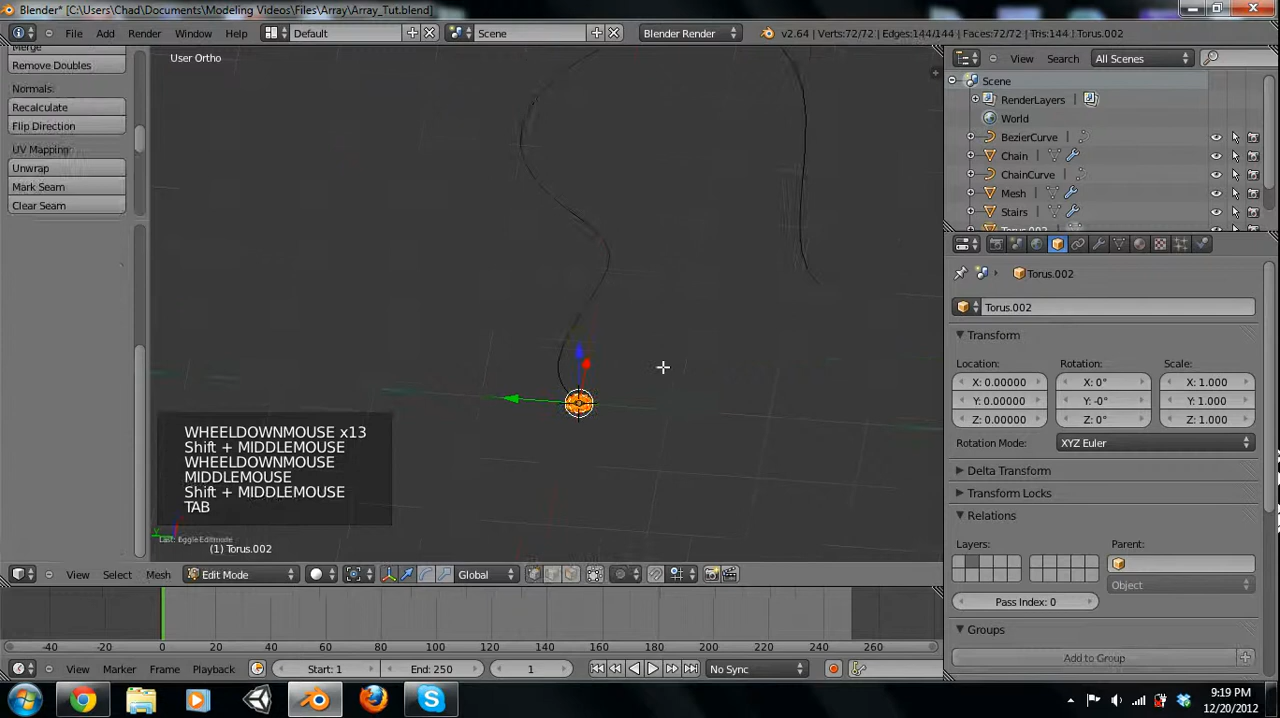 Blender* [C:\Users\Chad\Documents\Modeling Videos\Files\Array\Array_Tut.blend]
File Add Render Window Help Default Scene Blender Render v2.64 | Verts:72/72 | Edges:144/144 | Faces:72/72 | Tris:144 | Torus.002
Merge
Remove Doubles
Normals:
Recalculate
Flip Direction
UV Mapping:
Unwrap
Mark Seam
Clear Seam
User Ortho
WHEELDOWNMOUSE x13
Shift + MIDDLEMOUSE
WHEELDOWNMOUSE
MIDDLEMOUSE
Shift + MIDDLEMOUSE
TAB
Last: Toggle Editmode
(1) Torus.002
View Select Mesh Edit Mode Global
View Search All Scenes
Scene
RenderLayers
World
BezierCurve
Chain
ChainCurve
Mesh
Stairs
Torus.002
Torus.002
Torus.002
Transform
Location: Rotation: Scale:
X: 0.00000 X: 0° X: 1.000
Y: 0.00000 Y: -0° Y: 1.000
Z: 0.00000 Z: 0° Z: 1.000
Rotation Mode: XYZ Euler
Delta Transform
Transform Locks
Relations
Layers: Parent:
Object
Pass Index: 0
Groups
Add to Group
-40 -20 0 20 40 60 80 100 120 140 160 180 200 220 240 260
View Marker Frame Playback Start: 1 End: 250 1 No Sync
9:19 PM
12/20/2012